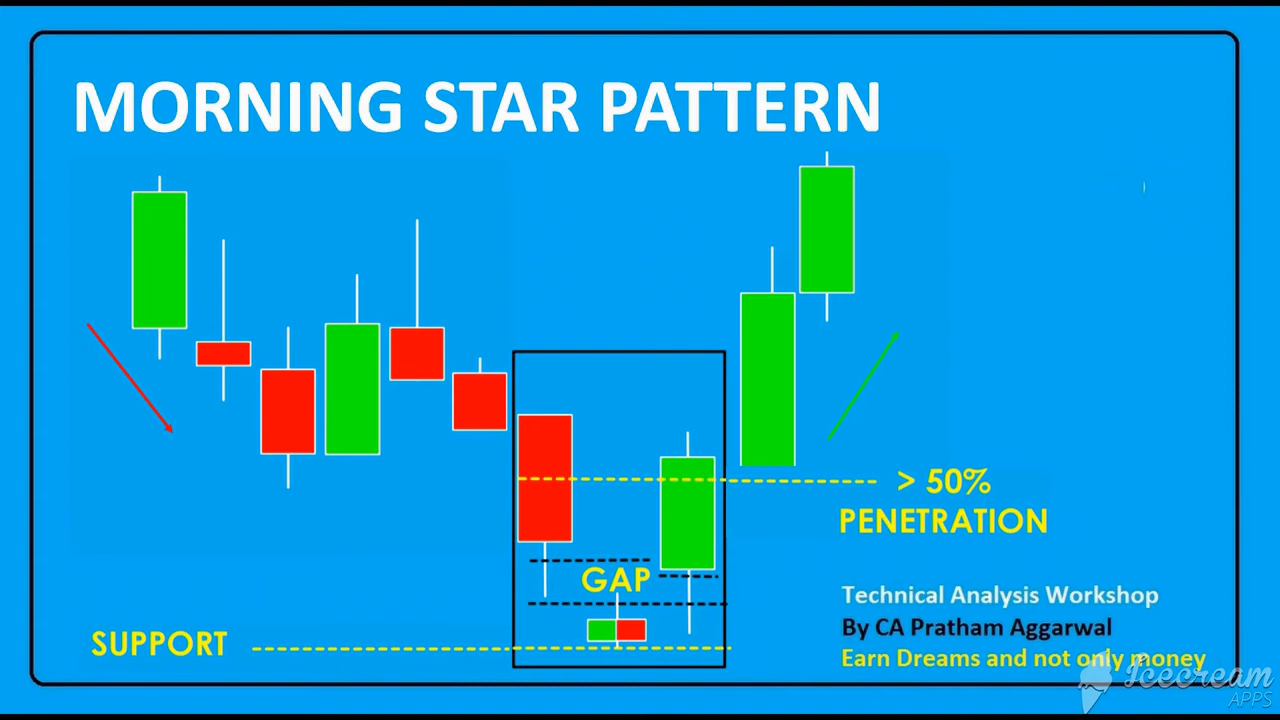 MORNING STAR PATTERN
> 50%
PENETRATION
GAP
SUPPORT
Technical Analysis Workshop
By CA Pratham Aggarwal
Earn Dreams and not only money
Icecream
APPS